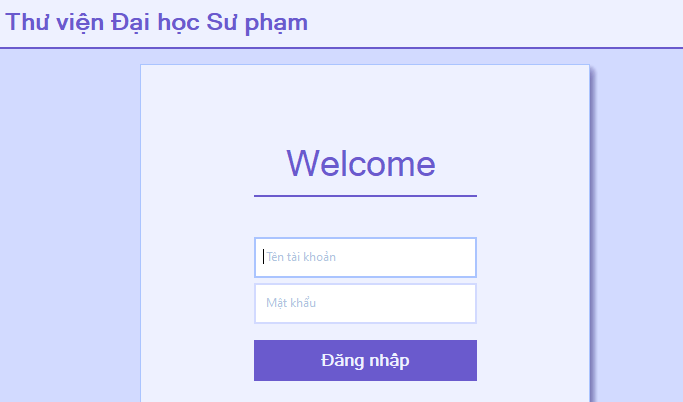 Thư viện Đại học Sư phạm
Welcome
Tên tài khoản
Mật khẩu
Đăng nhập